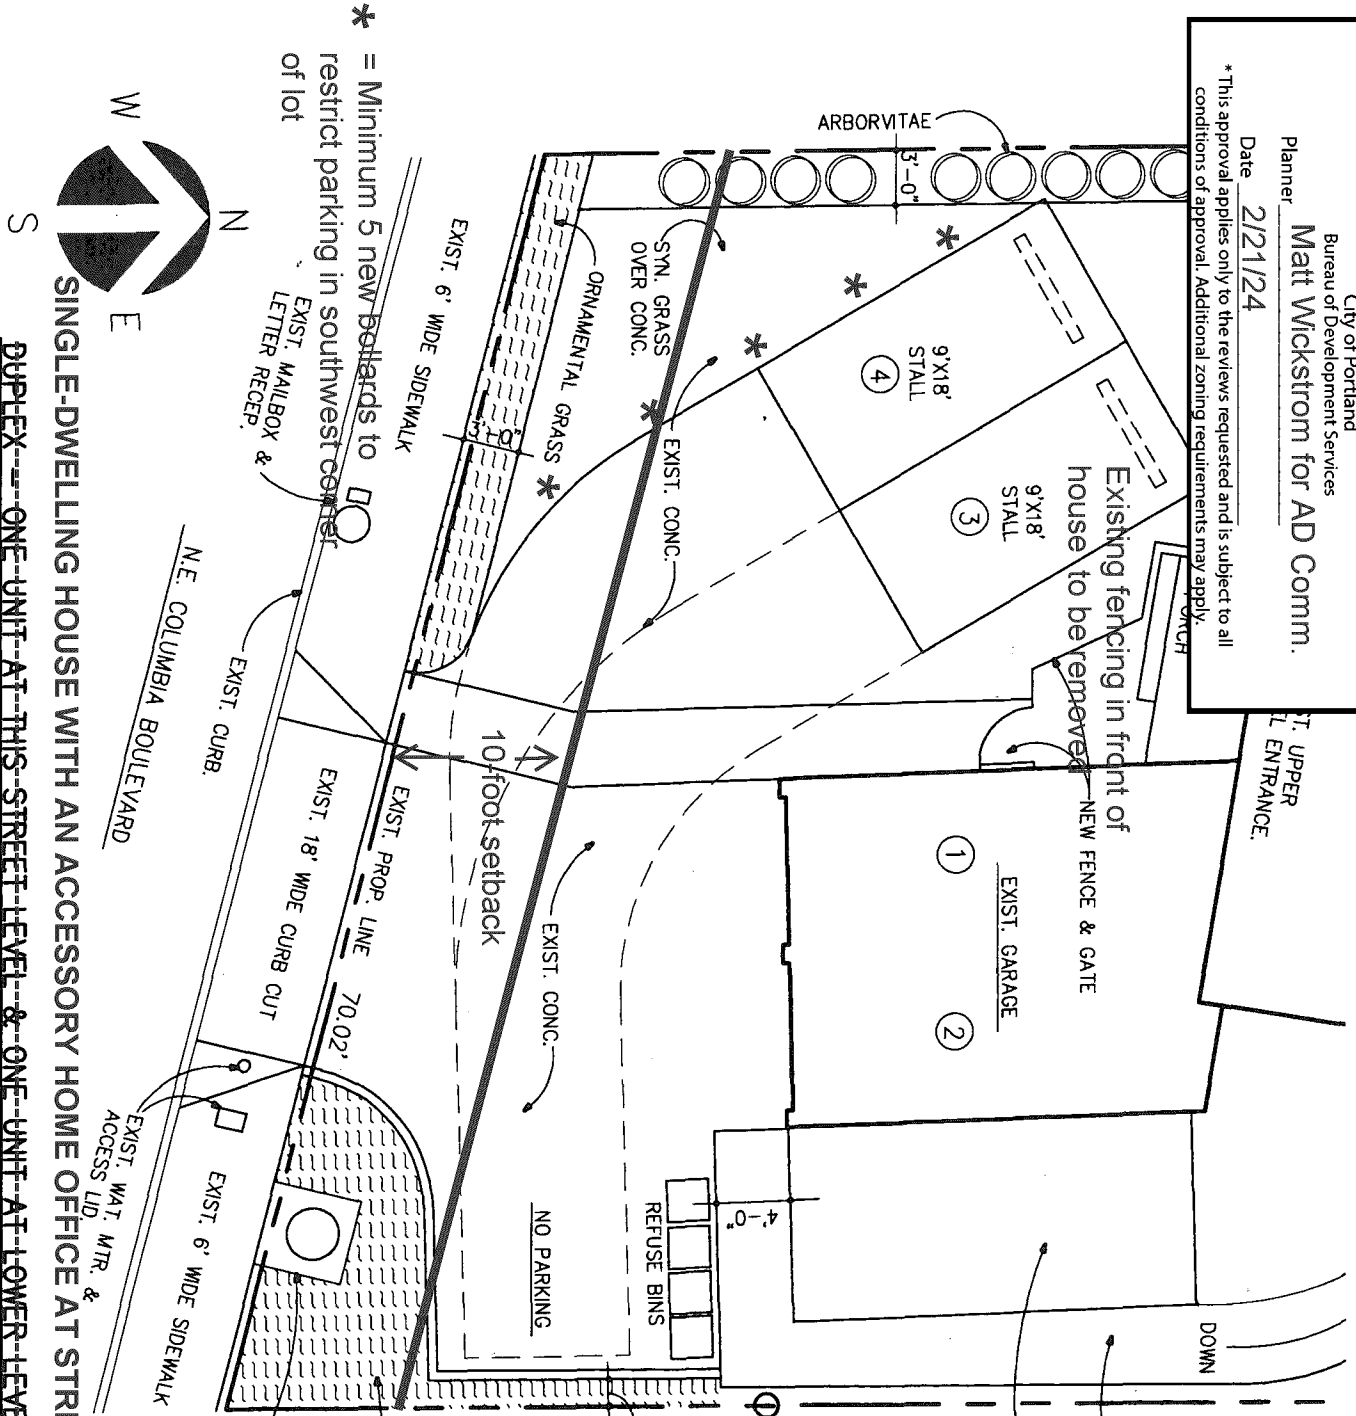 City of Portland
Bureau of Development Services
Planner Matt Wickstrom for AD Comm.
Date 2/21/24
* This approval applies only to the reviews requested and is subject to all
conditions of approval. Additional zoning requirements may apply.
T. UPPER
L ENTRANCE.
Existing fencing in front of
house to be removed
NEW FENCE & GATE
ARBORVITAE
3'-0"
9'X18'
STALL
4
9'X18'
STALL
3
SYN. GRASS
OVER CONC.
EXIST. CONC.
ORNAMENTAL GRASS
3'-0"
1
EXIST. GARAGE
2
10-foot setback
EXIST. CONC.
EXIST. PROP. LINE 70.02'
NO PARKING
REFUSE BINS
4'-0"
DOWN
EXIST. 6' WIDE SIDEWALK
EXIST. 18' WIDE CURB CUT
EXIST. 6' WIDE SIDEWALK
* = Minimum 5 new bollards to
restrict parking in southwest corner
of lot
EXIST. MAILBOX &
LETTER RECEP.
EXIST. CURB.
EXIST. WAT. MTR. &
ACCESS LID.
N.E. COLUMBIA BOULEVARD
N
W
E
S
SINGLE-DWELLING HOUSE WITH AN ACCESSORY HOME OFFICE AT STRE
DUPLEX - ONE UNIT AT THIS STREET LEVEL & ONE UNIT AT LOWER LEVE